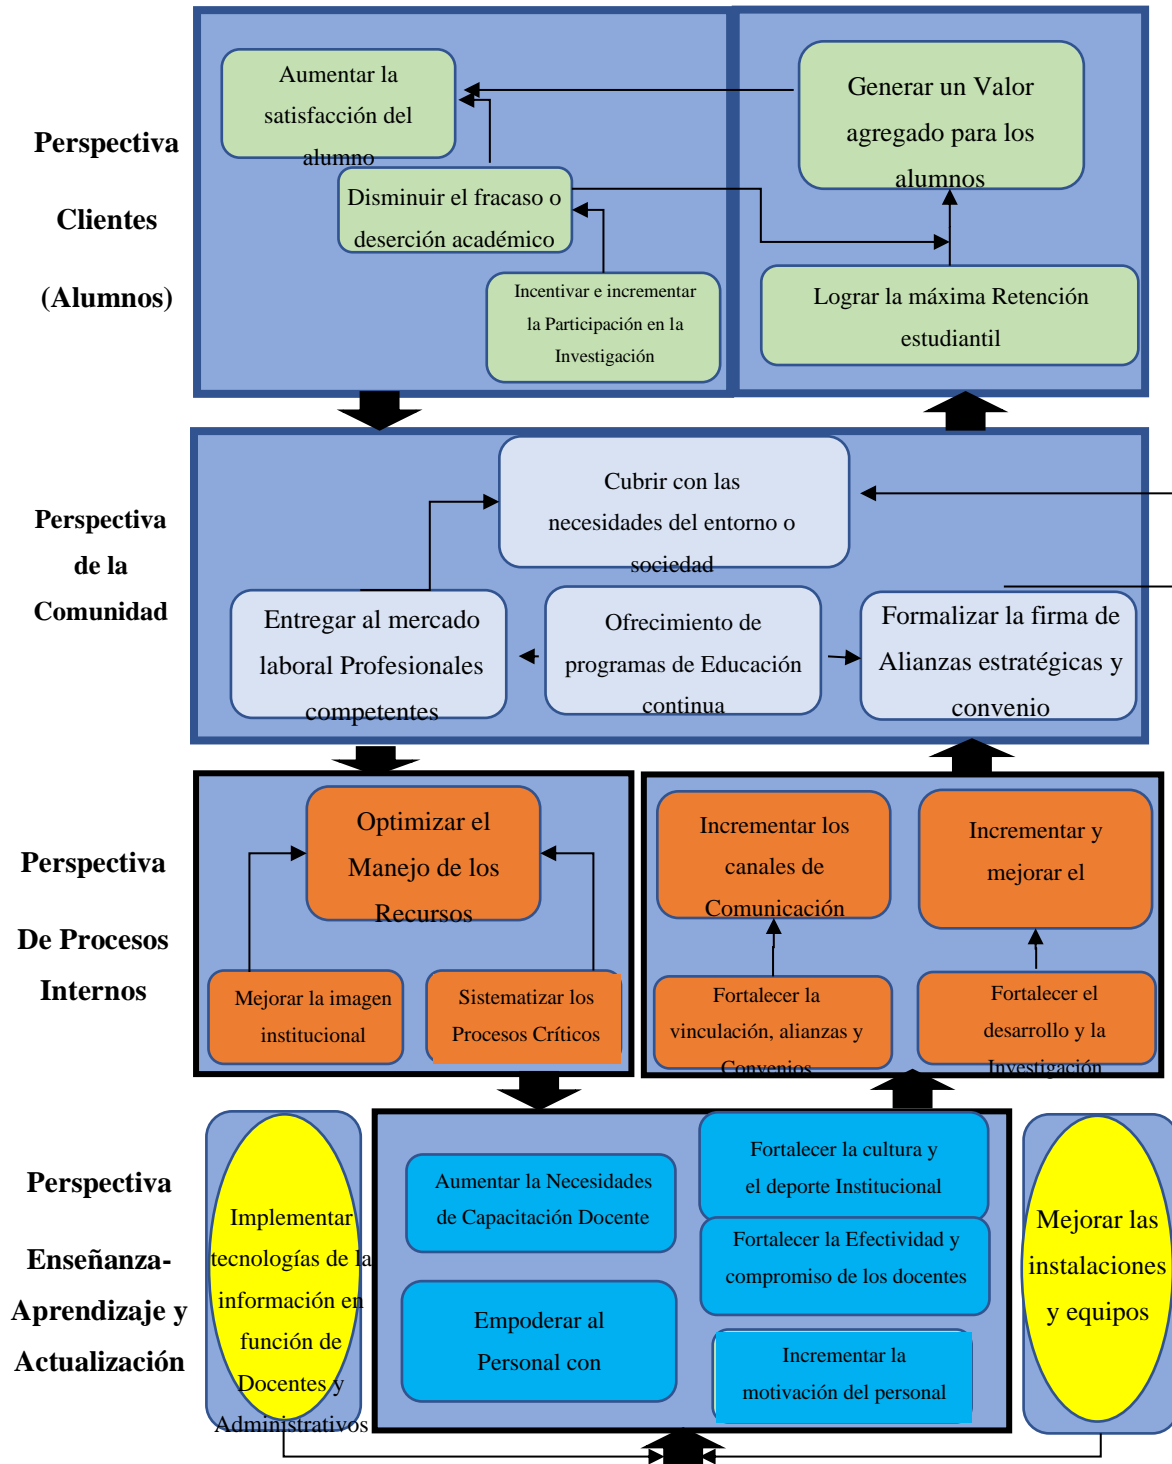 Perspectiva
Clientes
(Alumnos)
Aumentar la
satisfacción del
alumno
Generar un Valor
agregado para los
alumnos
Disminuir el fracaso o
deserción académico
Incentivar e incrementar
la Participación en la
Investigación
Lograr la máxima Retención
estudiantil
Perspectiva
de la
Comunidad
Cubrir con las
necesidades del entorno o
sociedad
Entregar al mercado
laboral Profesionales
competentes
Ofrecimiento de
programas de Educación
continua
Formalizar la firma de
Alianzas estratégicas y
convenio
Perspectiva
De Procesos
Internos
Optimizar el
Manejo de los
Recursos
Incrementar los
canales de
Comunicación
Incrementar y
mejorar el
Mejorar la imagen
institucional
Sistematizar los
Procesos Críticos
Fortalecer la
vinculación, alianzas y
Convenios
Fortalecer el
desarrollo y la
Investigación
Perspectiva
Enseñanza-
Aprendizaje y
Actualización
Implementar
tecnologías de la
información en
función de
Docentes y
Administrativos
Aumentar la Necesidades
de Capacitación Docente
Fortalecer la cultura y
el deporte Institucional
Fortalecer la Efectividad y
compromiso de los docentes
Empoderar al
Personal con
Incrementar la
motivación del personal
Mejorar las
instalaciones
y equipos